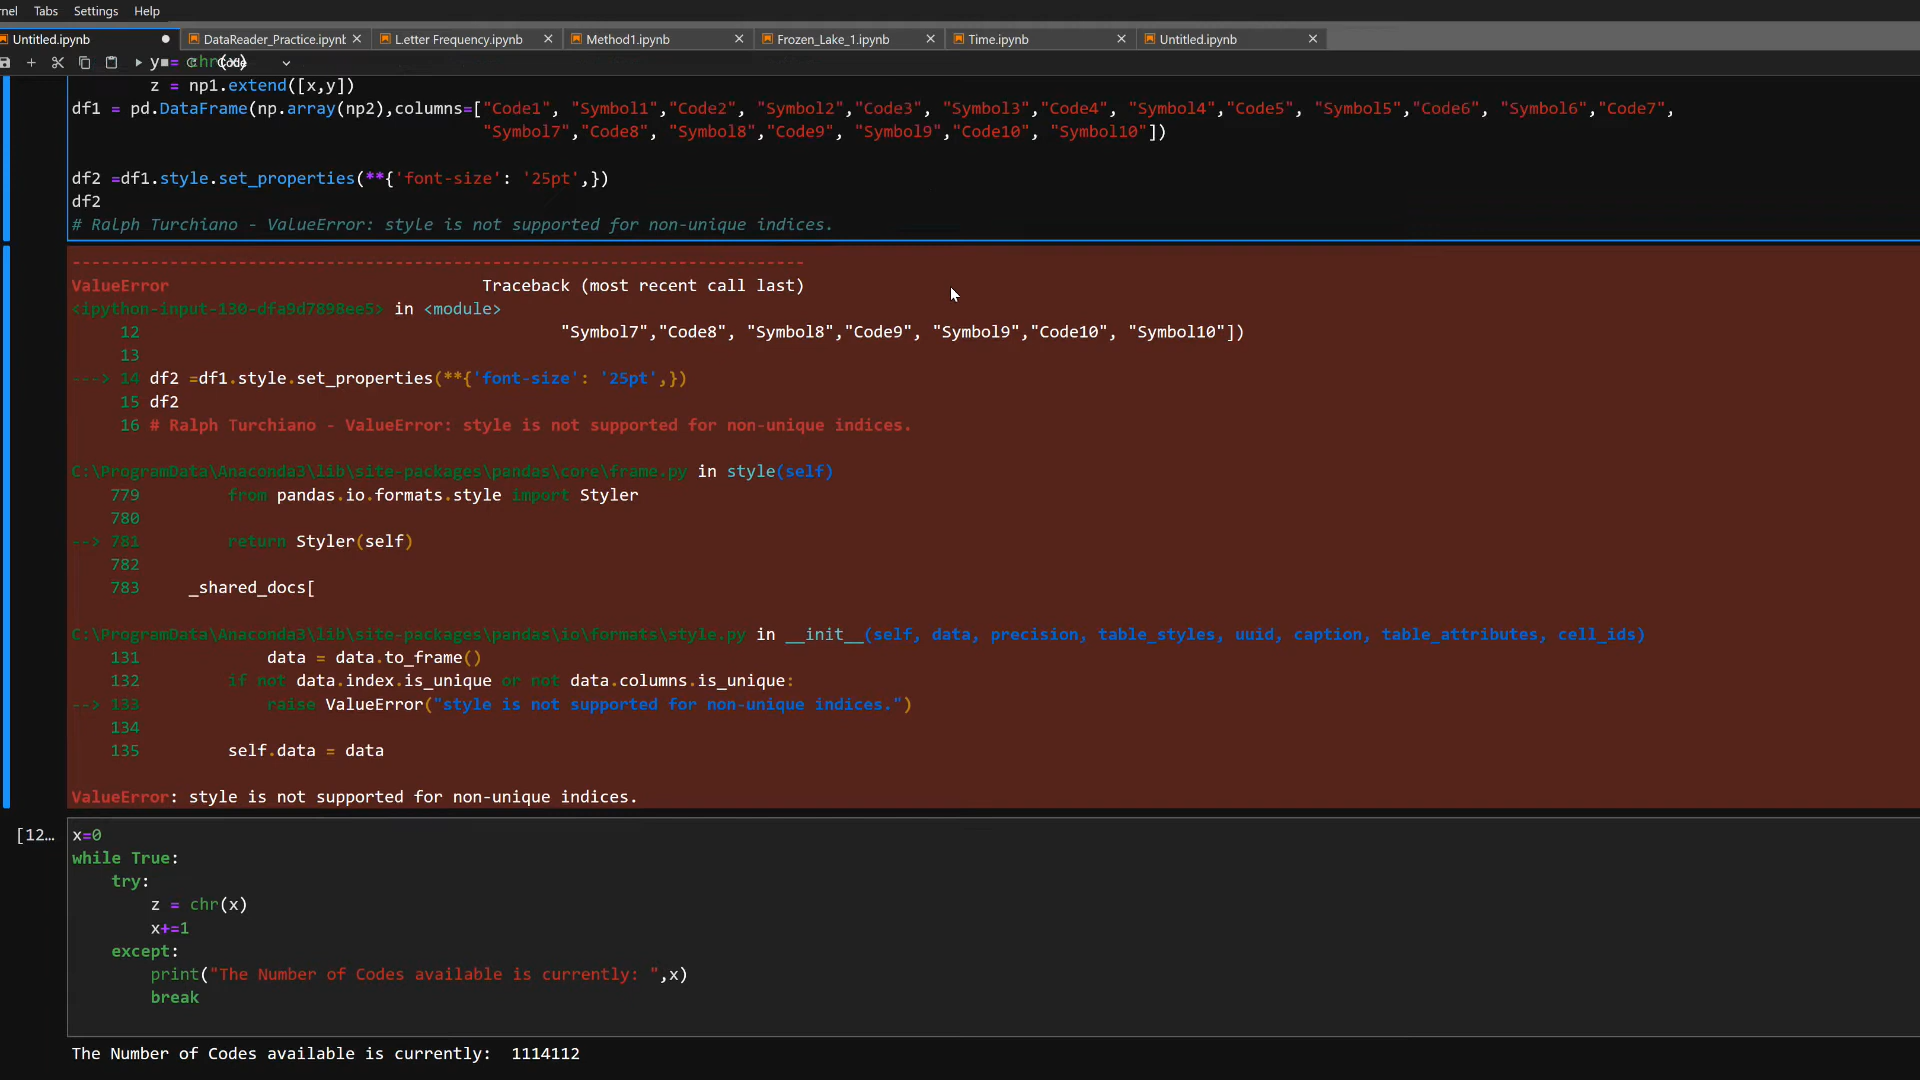 nel Tabs Settings Help
Untitled.ipynb DataReader_Practice.ipynb Letter Frequency.ipynb Method1.ipynb Frozen_Lake_1.ipynb Time.ipynb Untitled.ipynb
y = chr(x) Code
z = np1.extend([x,y])
df1 = pd.DataFrame(np.array(np2),columns=["Code1", "Symbol1","Code2", "Symbol2","Code3", "Symbol3","Code4", "Symbol4","Code5", "Symbol5","Code6", "Symbol6","Code7",
"Symbol7","Code8", "Symbol8","Code9", "Symbol9","Code10", "Symbol10"])
df2 =df1.style.set_properties(**{'font-size': '25pt',})
df2
# Ralph Turchiano - ValueError: style is not supported for non-unique indices.
---------------------------------------------------------------------------
ValueError Traceback (most recent call last)
<ipython-input-130-dfa9d7898ee5> in <module>
12 "Symbol7","Code8", "Symbol8","Code9", "Symbol9","Code10", "Symbol10"])
13
---> 14 df2 =df1.style.set_properties(**{'font-size': '25pt',})
15 df2
16 # Ralph Turchiano - ValueError: style is not supported for non-unique indices.
C:\ProgramData\Anaconda3\lib\site-packages\pandas\core\frame.py in style(self)
779 from pandas.io.formats.style import Styler
780
--> 781 return Styler(self)
782
783 _shared_docs[
C:\ProgramData\Anaconda3\lib\site-packages\pandas\io\formats\style.py in __init__(self, data, precision, table_styles, uuid, caption, table_attributes, cell_ids)
131 data = data.to_frame()
132 if not data.index.is_unique or not data.columns.is_unique:
--> 133 raise ValueError("style is not supported for non-unique indices.")
134
135 self.data = data
ValueError: style is not supported for non-unique indices.
[12… x=0
while True:
try:
z = chr(x)
x+=1
except:
print("The Number of Codes available is currently: ",x)
break
The Number of Codes available is currently:  1114112